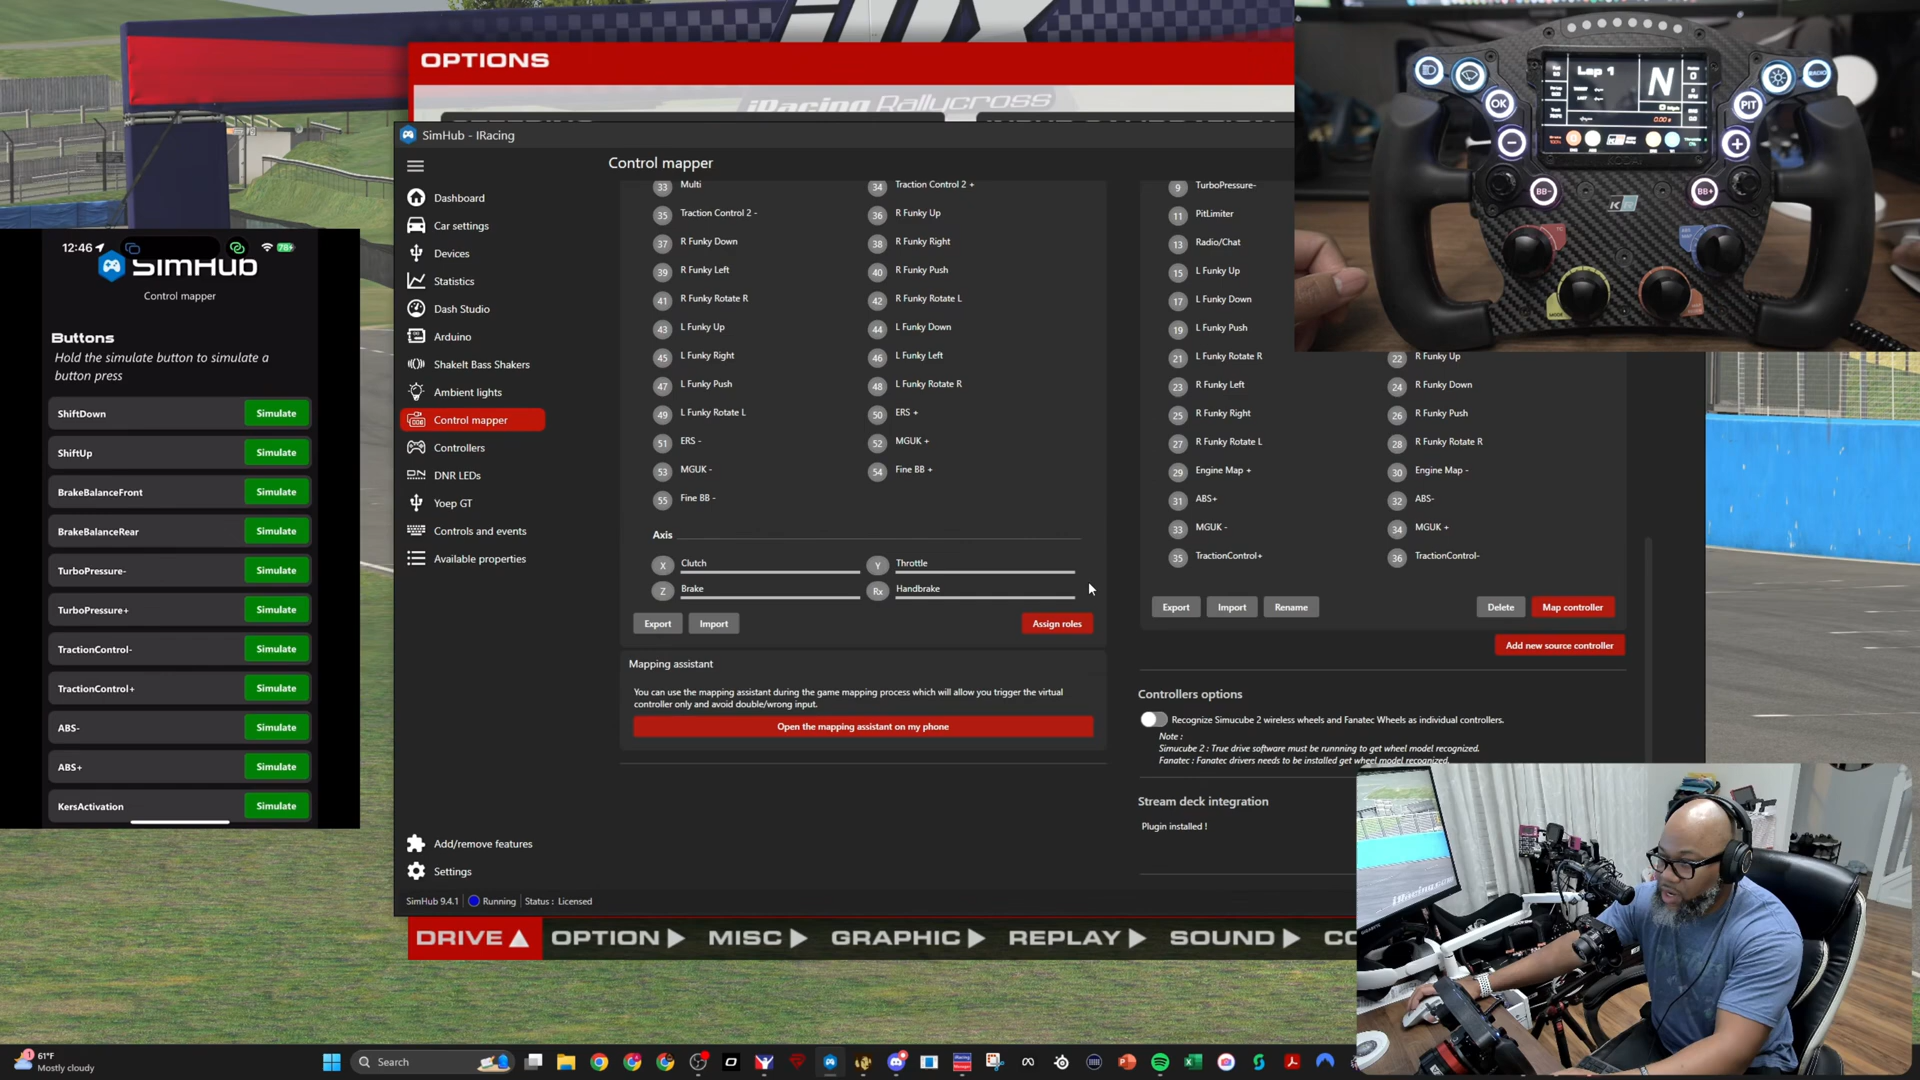 OPTIONS
iRacing Rallycross
SimHub - IRacing
Control mapper
Dashboard
Car settings
Devices
Statistics
Dash Studio
Arduino
ShakeIt Bass Shakers
Ambient lights
Control mapper
Controllers
DNR LEDs
Yoep GT
Controls and events
Available properties
Add/remove features
Settings
SimHub 9.4.1 Running Status : Licensed
33 Multi 34 Traction Control 2 +
35 Traction Control 2 - 36 R Funky Up
37 R Funky Down 38 R Funky Right
39 R Funky Left 40 R Funky Push
41 R Funky Rotate R 42 R Funky Rotate L
43 L Funky Up 44 L Funky Down
45 L Funky Right 46 L Funky Left
47 L Funky Push 48 L Funky Rotate R
49 L Funky Rotate L 50 ERS +
51 ERS - 52 MGUK +
53 MGUK - 54 Fine BB +
55 Fine BB -
Axis
X Clutch Y Throttle
Z Brake Rx Handbrake
Export Import Assign roles
Mapping assistant
You can use the mapping assistant during the game mapping process which will allow you trigger the virtual
controller only and avoid double/wrong input.
Open the mapping assistant on my phone
9 TurboPressure-
11 PitLimiter
13 Radio/Chat
15 L Funky Up
17 L Funky Down
19 L Funky Push
21 L Funky Rotate R 22 R Funky Up
23 R Funky Left 24 R Funky Down
25 R Funky Right 26 R Funky Push
27 R Funky Rotate L 28 R Funky Rotate R
29 Engine Map + 30 Engine Map -
31 ABS+ 32 ABS-
33 MGUK - 34 MGUK +
35 TractionControl+ 36 TractionControl-
Export Import Rename Delete Map controller
Add new source controller
Controllers options
Recognize Simucube 2 wireless wheels and Fanatec Wheels as individual controllers.
Note :
Simucube 2 : True drive software must be runnning to get wheel model recognized.
Fanatec : Fanatec drivers needs to be installed get wheel model recognized.
Stream deck integration
Plugin installed !
12:46 78
SimHub
Control mapper
Buttons
Hold the simulate button to simulate a
button press
ShiftDown Simulate
ShiftUp Simulate
BrakeBalanceFront Simulate
BrakeBalanceRear Simulate
TurboPressure- Simulate
TurboPressure+ Simulate
TractionControl- Simulate
TractionControl+ Simulate
ABS- Simulate
ABS+ Simulate
KersActivation Simulate
Lap 1 N
OK PIT
RADIO
- +
BB- BB+
KR
MODE
DRIVE OPTION MISC GRAPHIC REPLAY SOUND CO
iRacing.com
1 61°F
Mostly cloudy
Search